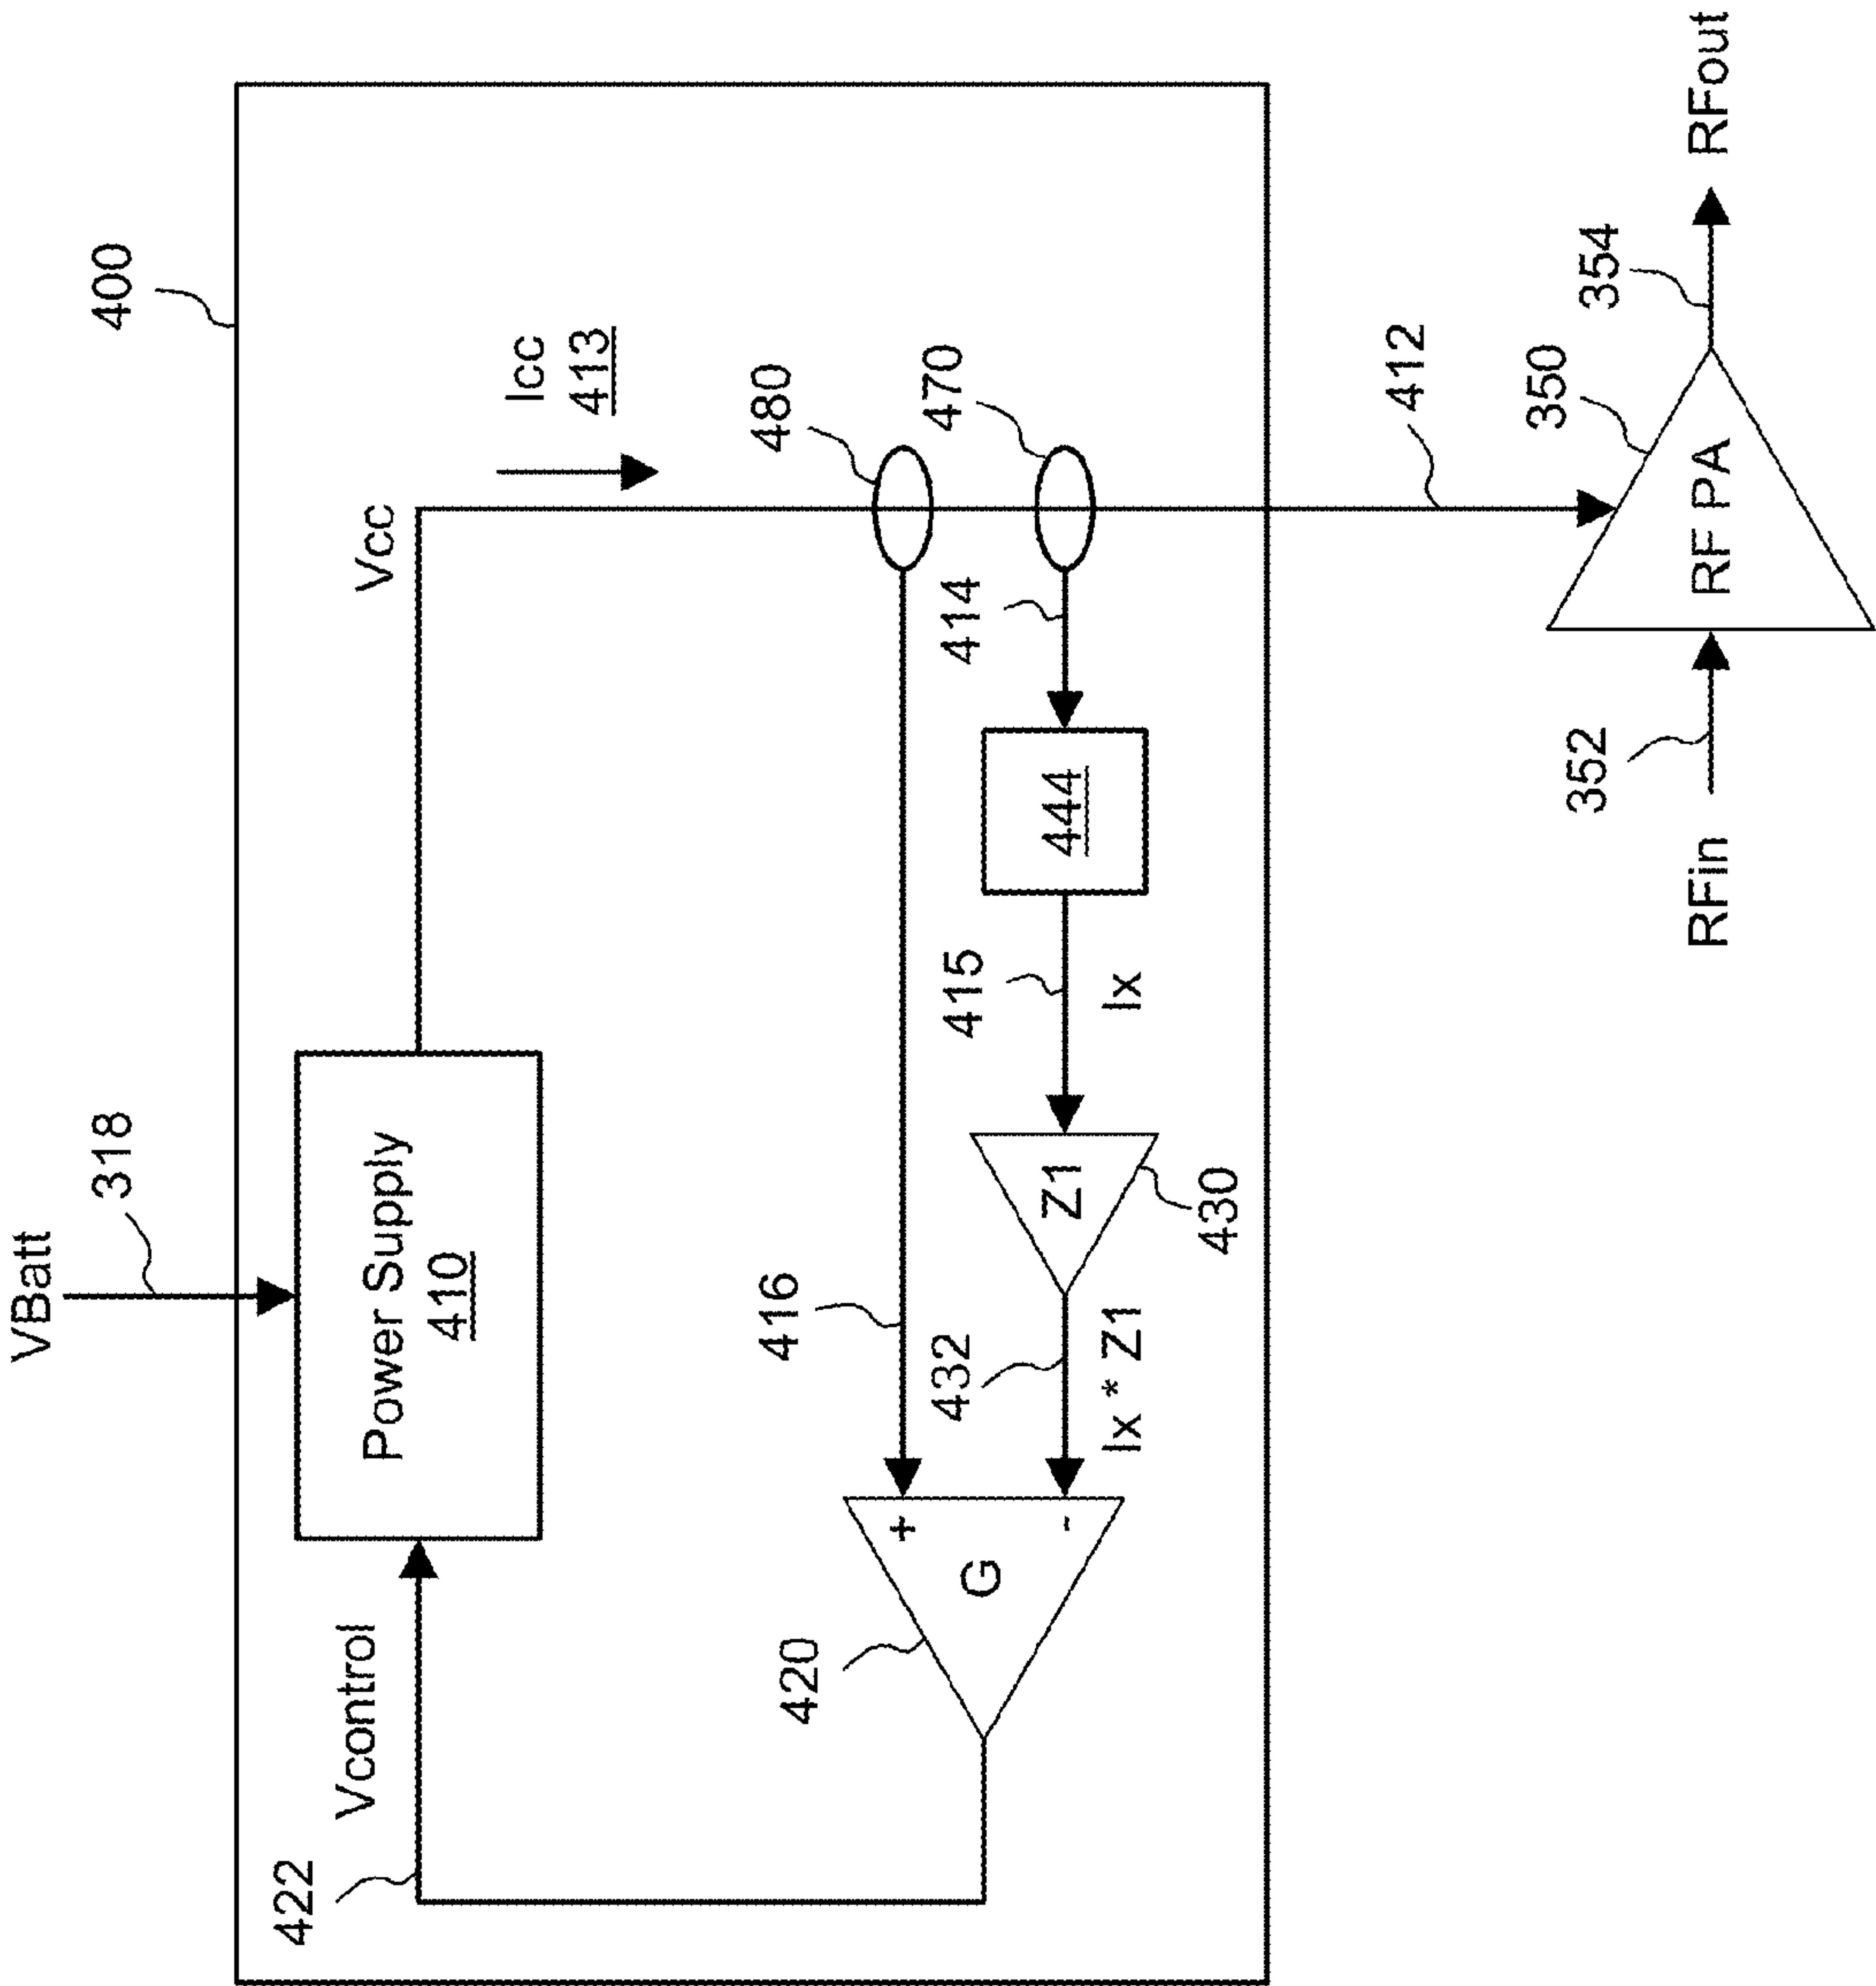 VBatt
318
400
Power Supply
410
Vcontrol
422
Vcc
Icc
413
480
470
416
414
444
415
Ix
Z1
430
432
Ix * Z1
+
-
G
420
412
350
RF PA
352
RFin
354
RFout